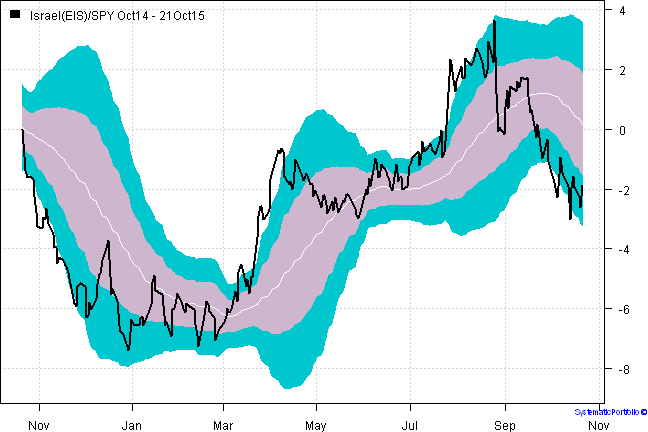 Israel(EIS)/SPY Oct14 - 21Oct15
4
2
0
-2
-4
-6
-8
Nov Jan Mar May Jul Sep Nov
SystematicPortfolio ©